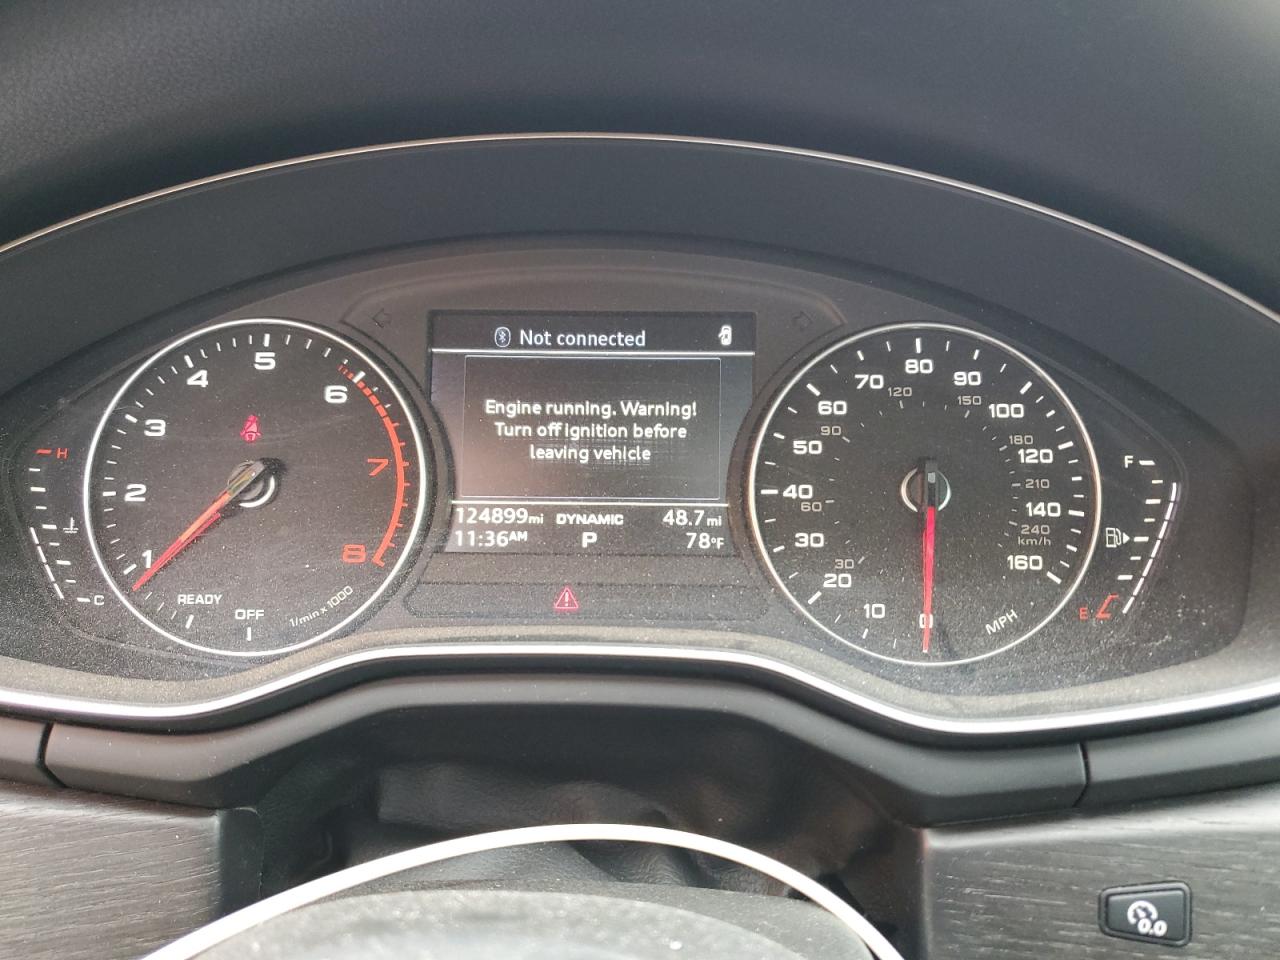 Not connected
Engine running. Warning!
Turn off ignition before
leaving vehicle
124899mi DYNAMIC 48.7mi
11:36AM P 78°F
H
C
1
2
3
4
5
6
7
8
READY
OFF
1/min x 1000
0
10
20
30
40
50
60
70
80
90
100
120
140
160
MPH
30
60
90
120
150
180
210
240
km/h
F
E
0.0